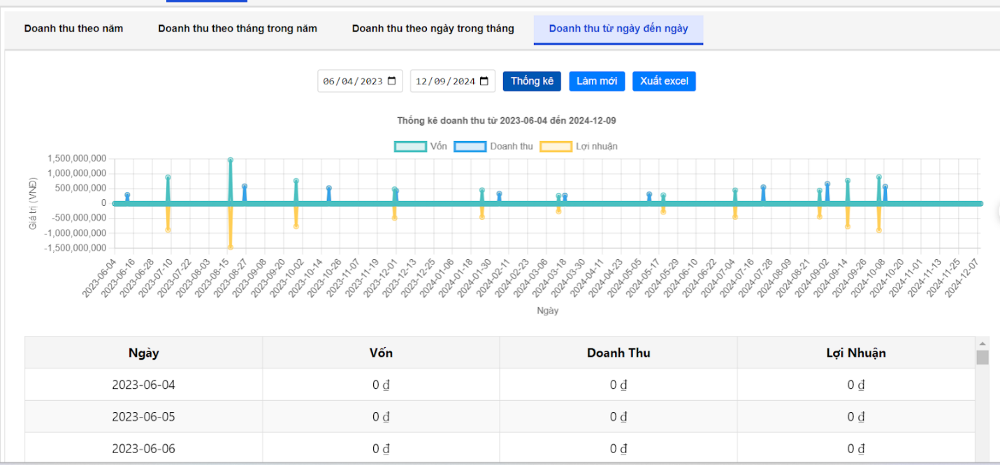 Doanh thu theo năm Doanh thu theo tháng trong năm Doanh thu theo ngày trong tháng Doanh thu từ ngày đến ngày
06/04/2023 12/09/2024 Thống kê Làm mới Xuất excel
Thống kê doanh thu từ 2023-06-04 đến 2024-12-09
Vốn Doanh thu Lợi nhuận
1,500,000,000
1,000,000,000
500,000,000
0
-500,000,000
-1,000,000,000
-1,500,000,000
Giá trị (VNĐ)
2023-06-04 2023-06-16 2023-06-28 2023-07-10 2023-07-22 2023-08-03 2023-08-15 2023-08-27 2023-09-08 2023-09-20 2023-10-02 2023-10-14 2023-10-26 2023-11-07 2023-11-19 2023-12-01 2023-12-13 2023-12-25 2024-01-06 2024-01-18 2024-01-30 2024-02-11 2024-02-23 2024-03-06 2024-03-18 2024-03-30 2024-04-11 2024-04-23 2024-05-05 2024-05-17 2024-05-29 2024-06-10 2024-06-22 2024-07-04 2024-07-16 2024-07-28 2024-08-09 2024-08-21 2024-09-02 2024-09-14 2024-09-26 2024-10-08 2024-10-20 2024-11-01 2024-11-13 2024-11-25 2024-12-07
Ngày
Ngày Vốn Doanh Thu Lợi Nhuận
2023-06-04 0 ₫ 0 ₫ 0 ₫
2023-06-05 0 ₫ 0 ₫ 0 ₫
2023-06-06 0 ₫ 0 ₫ 0 ₫